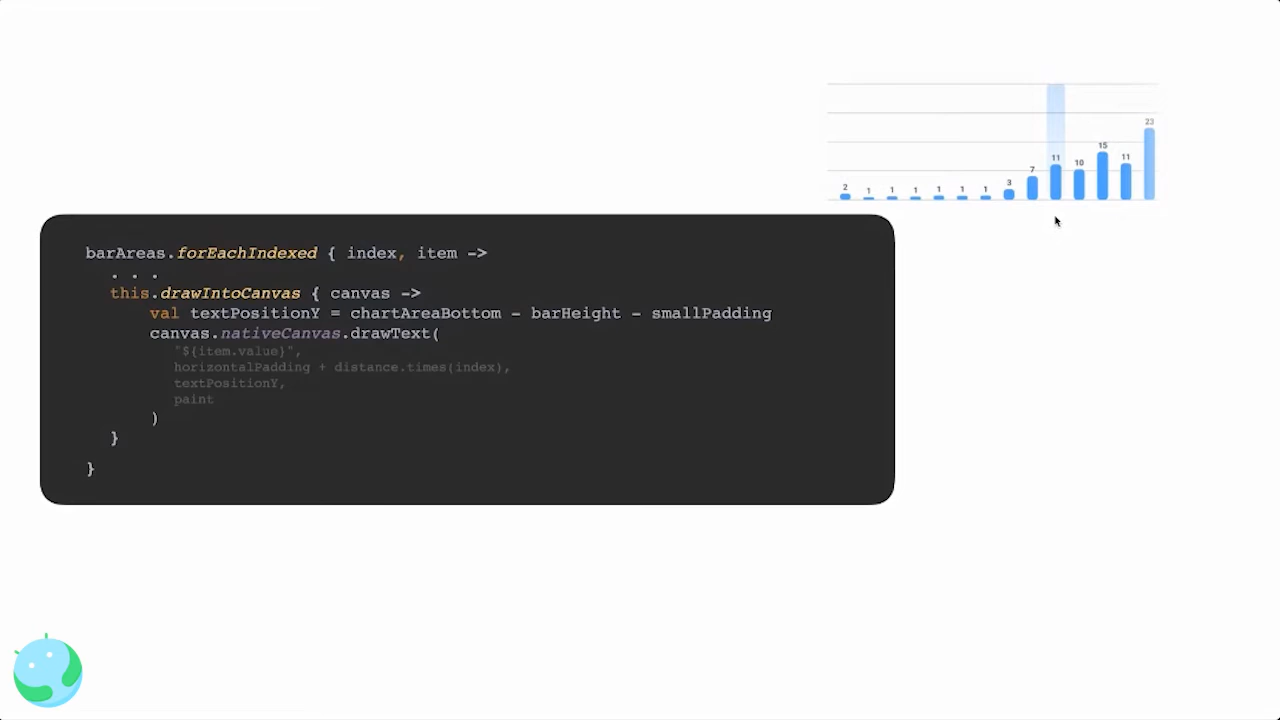 23
15
11
11
10
7
3
2
1
1
1
1
1
1
barAreas.forEachIndexed { index, item ->
. . .
this.drawIntoCanvas { canvas ->
val textPositionY = chartAreaBottom - barHeight - smallPadding
canvas.nativeCanvas.drawText(
"${item.value}",
horizontalPadding + distance.times(index),
textPositionY,
paint
)
}
}